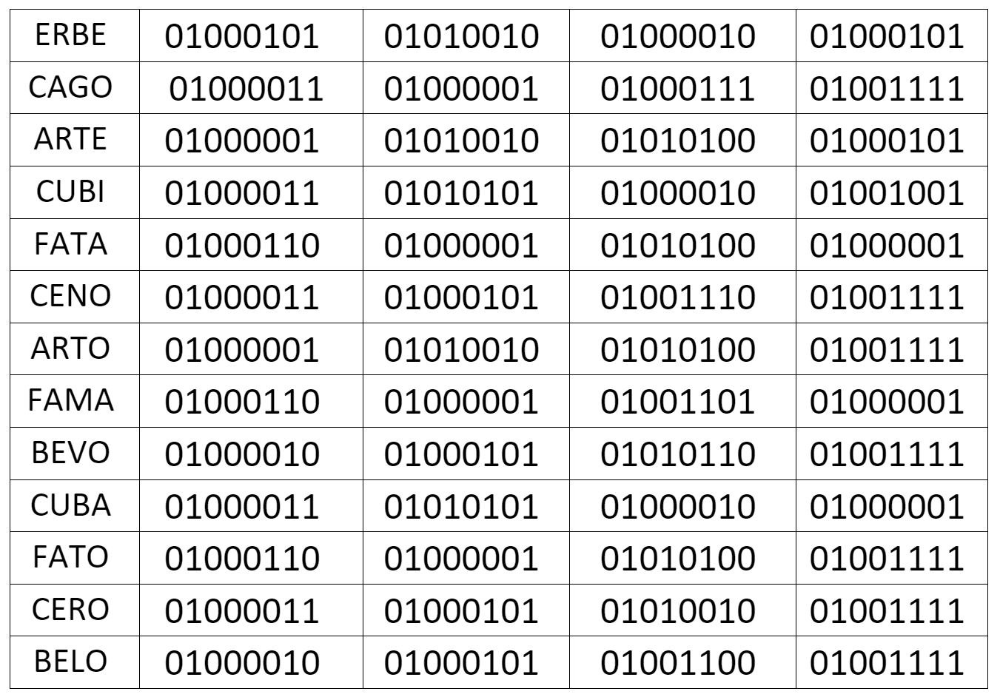 ERBE 01000101 01010010 01000010 01000101
CAGO 01000011 01000001 01000111 01001111
ARTE 01000001 01010010 01010100 01000101
CUBI 01000011 01010101 01000010 01001001
FATA 01000110 01000001 01010100 01000001
CENO 01000011 01000101 01001110 01001111
ARTO 01000001 01010010 01010100 01001111
FAMA 01000110 01000001 01001101 01000001
BEVO 01000010 01000101 01010110 01001111
CUBA 01000011 01010101 01000010 01000001
FATO 01000110 01000001 01010100 01001111
CERO 01000011 01000101 01010010 01001111
BELO 01000010 01000101 01001100 01001111